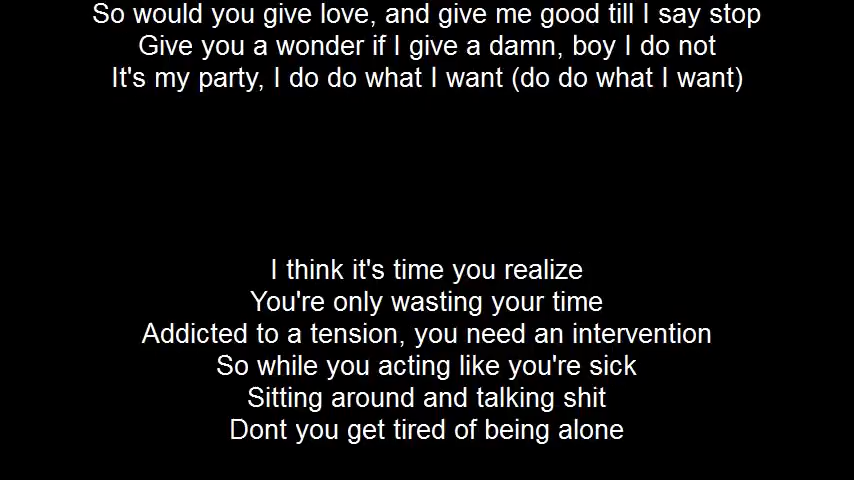 So would you give love, and give me good till I say stop
Give you a wonder if I give a damn, boy I do not
It's my party, I do do what I want (do do what I want)
I think it's time you realize
You're only wasting your time
Addicted to a tension, you need an intervention
So while you acting like you're sick
Sitting around and talking shit
Dont you get tired of being alone